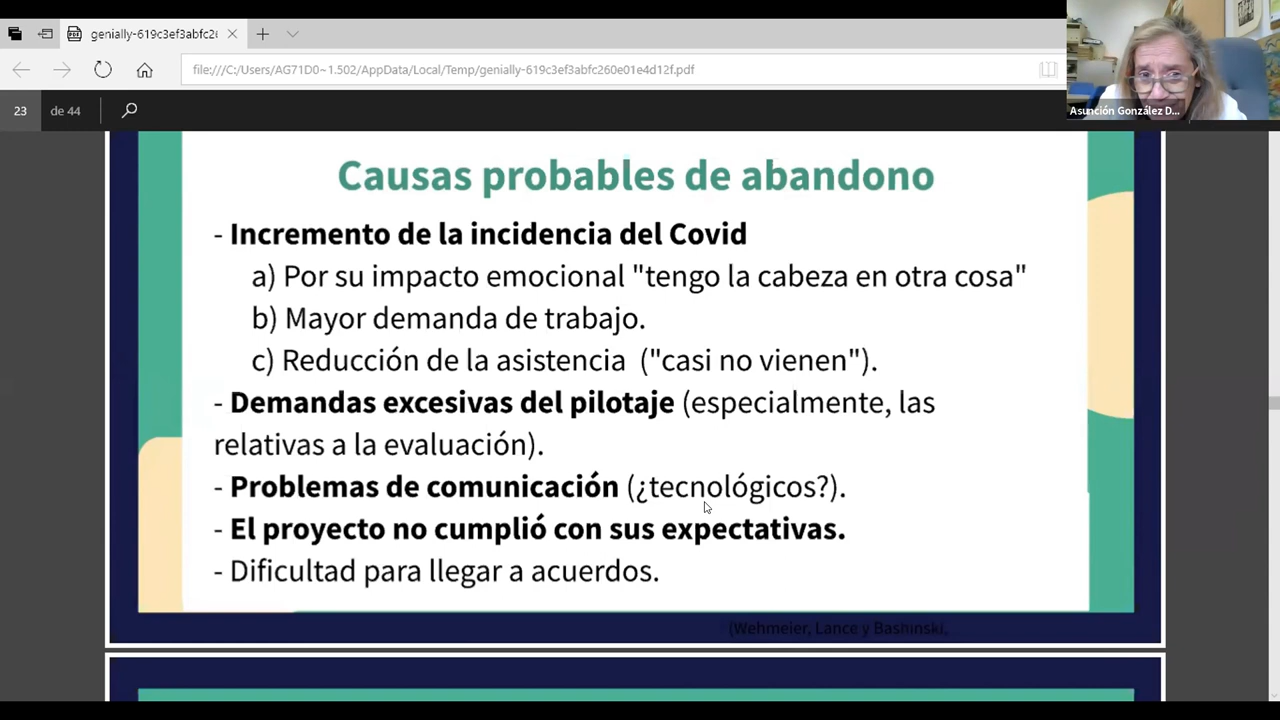 genially-619c3ef3abfc2
file:///C:/Users/AG71D0~1.502/AppData/Local/Temp/genially-619c3ef3abfc260e01e4d12f.pdf
Asunción González D...
23 de 44
Causas probables de abandono
- Incremento de la incidencia del Covid
a) Por su impacto emocional "tengo la cabeza en otra cosa"
b) Mayor demanda de trabajo.
c) Reducción de la asistencia ("casi no vienen").
- Demandas excesivas del pilotaje (especialmente, las
relativas a la evaluación).
- Problemas de comunicación (¿tecnológicos?).
- El proyecto no cumplió con sus expectativas.
- Dificultad para llegar a acuerdos.
(Wehmeier, Lance y Bashinski,